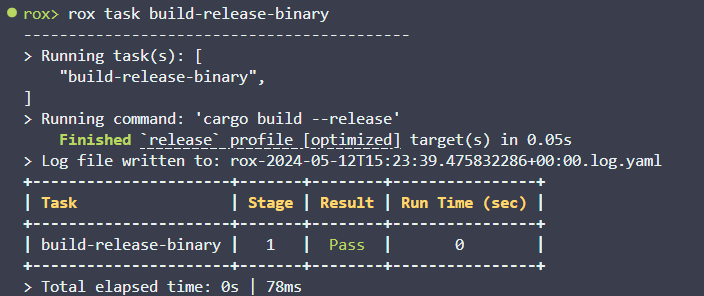 rox> rox task build-release-binary
------------------------------------------
> Running task(s): [
    "build-release-binary",
]
> Running command: 'cargo build --release'
    Finished `release` profile [optimized] target(s) in 0.05s
> Log file written to: rox-2024-05-12T15:23:39.475832286+00:00.log.yaml
+----------------------+-------+--------+----------------+
| Task                 | Stage | Result | Run Time (sec) |
+----------------------+-------+--------+----------------+
| build-release-binary |   1   |  Pass  |       0        |
+----------------------+-------+--------+----------------+
> Total elapsed time: 0s | 78ms